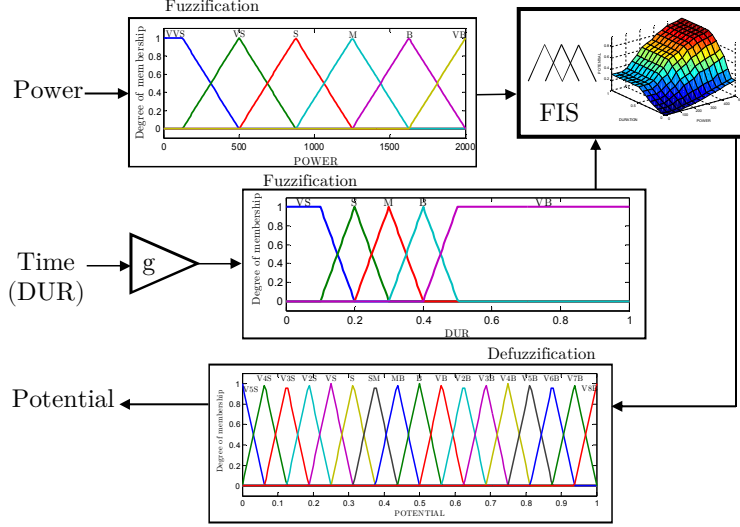 Fuzzification
VVS VS S M B VB
Degree of membership
1
0.8
0.6
0.4
0.2
0
0 500 1000 1500 2000
POWER
Power
FIS
POTENTIAL
DURATION
POWER
Fuzzification
VS S M B VB
Degree of membership
1
0.8
0.6
0.4
0.2
0
0 0.2 0.4 0.6 0.8 1
DUR
Time
(DUR)
g
Defuzzification
V5S V4S V3S V2S VS S SM MB B VB V2B V3B V4B V5B V6B V7B V8B
Degree of membership
1
0.8
0.6
0.4
0.2
0
0 0.1 0.2 0.3 0.4 0.5 0.6 0.7 0.8 0.9 1
POTENTIAL
Potential